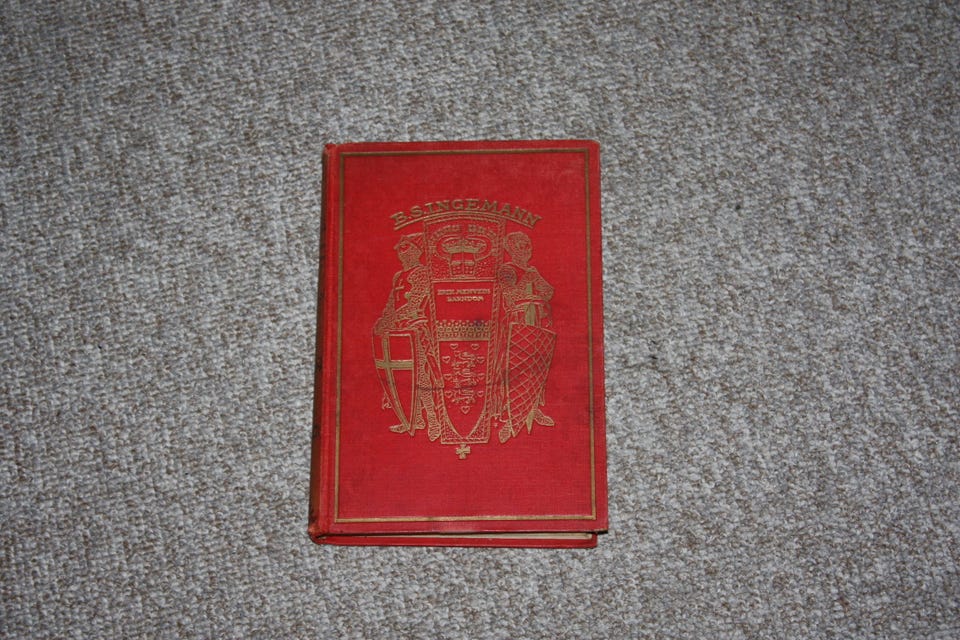 B.S. INGEMANN
ERIK MENVEDS
BARNDOM